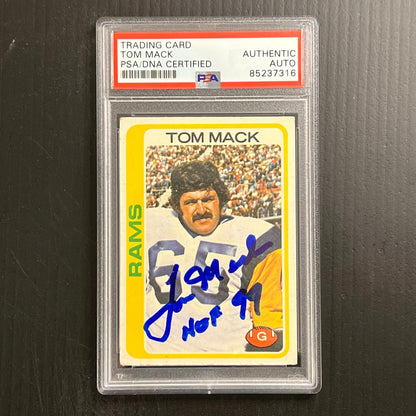 TRADING CARD
TOM MACK
PSA/DNA CERTIFIED
AUTHENTIC
AUTO
85237316
PSA
TOM MACK
RAMS
65
Tom Mack
HOF 99
G